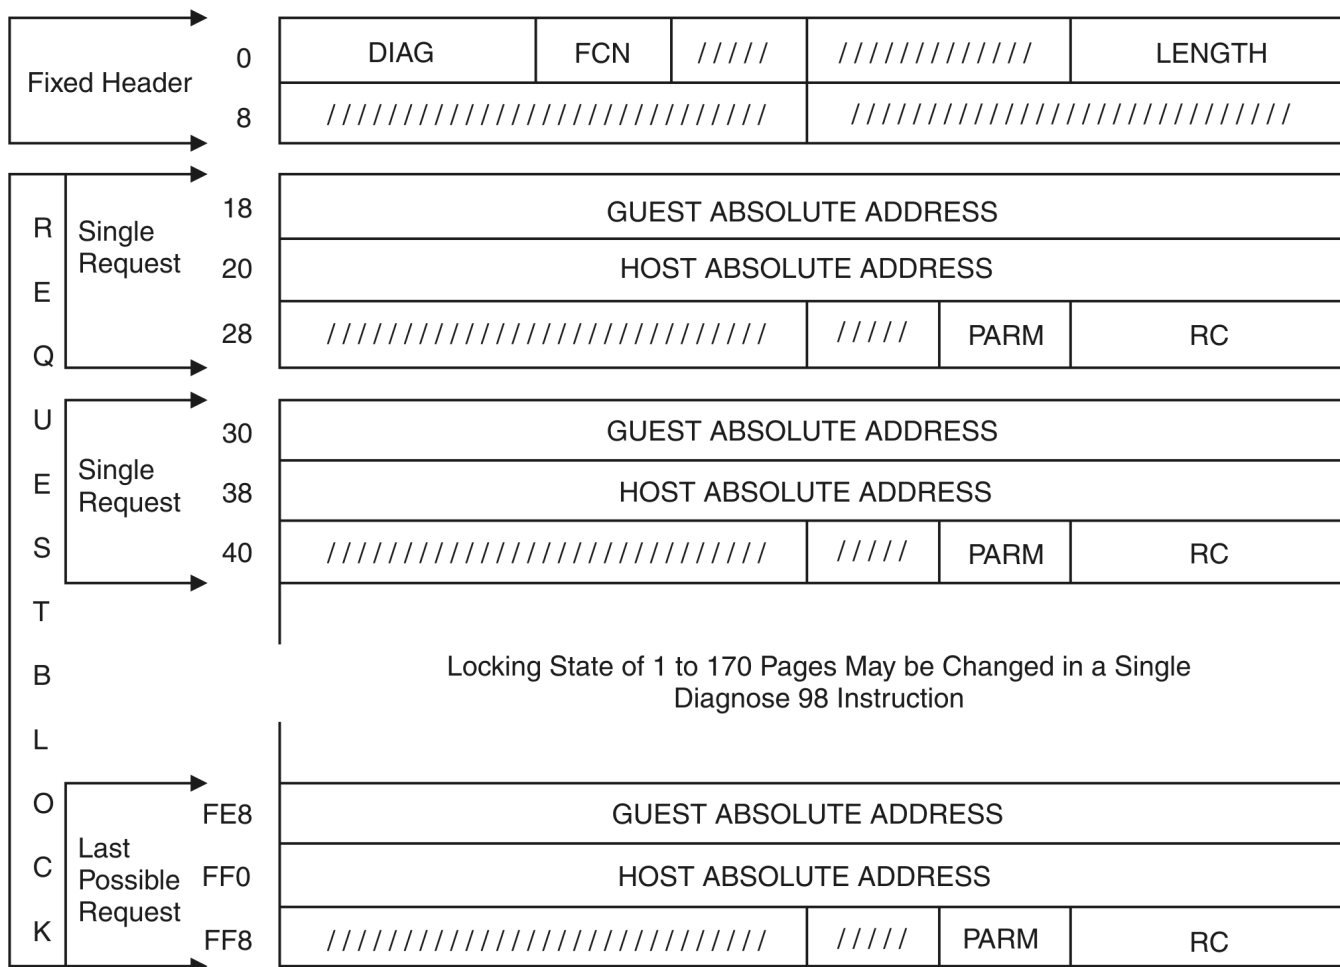 Fixed Header
0 DIAG FCN ///// ///////////// LENGTH
8 ///////////////////////////// /////////////////////////////
REQUEST BLOCK
Single
Request
18 GUEST ABSOLUTE ADDRESS
20 HOST ABSOLUTE ADDRESS
28 ///////////////////////////// ///// PARM RC
Single
Request
30 GUEST ABSOLUTE ADDRESS
38 HOST ABSOLUTE ADDRESS
40 ///////////////////////////// ///// PARM RC
Locking State of 1 to 170 Pages May be Changed in a Single
Diagnose 98 Instruction
Last
Possible
Request
FE8 GUEST ABSOLUTE ADDRESS
FF0 HOST ABSOLUTE ADDRESS
FF8 ///////////////////////////// ///// PARM RC